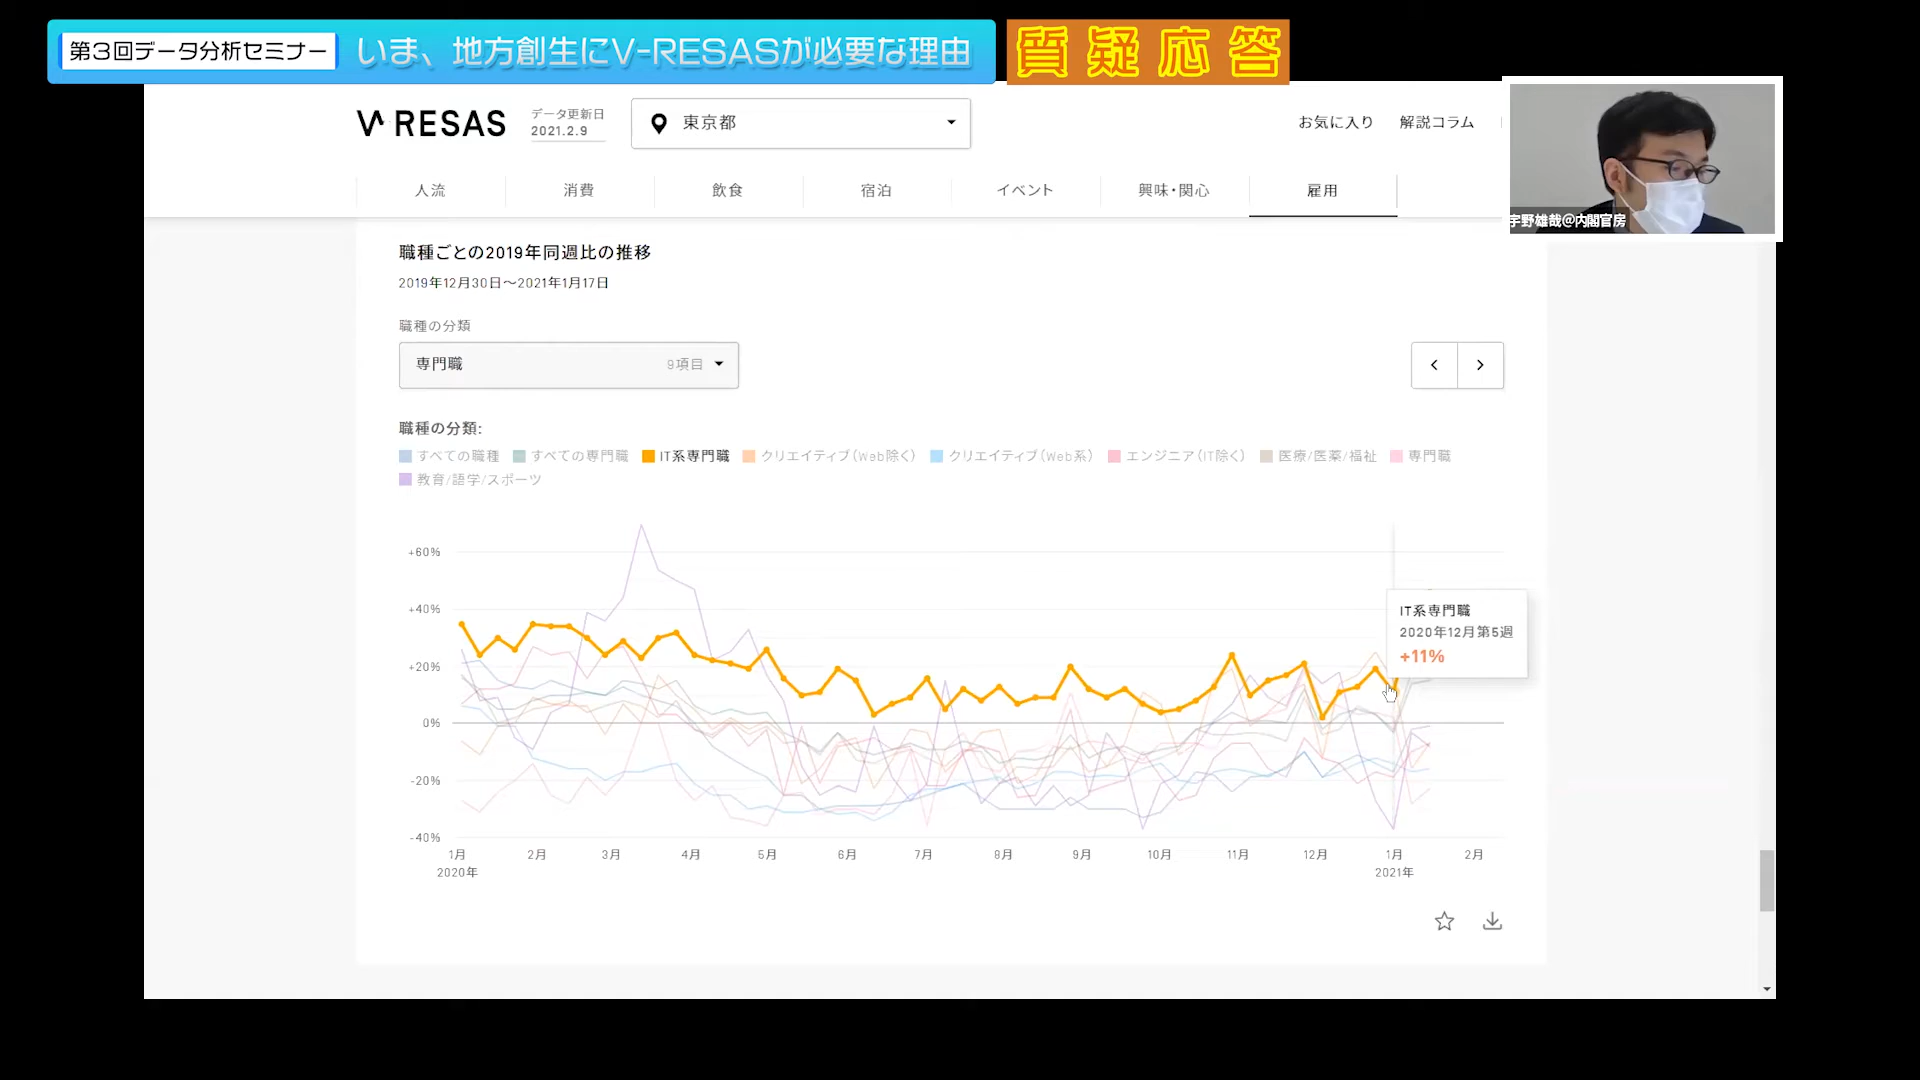 第3回データ分析セミナー いま、地方創生にV-RESASが必要な理由 質疑応答
V-RESAS データ更新日 2021.2.9 東京都 お気に入り 解説コラム
人流 消費 飲食 宿泊 イベント 興味・関心 雇用
宇野雄哉@内閣官房
職種ごとの2019年同週比の推移
2019年12月30日〜2021年1月17日
職種の分類
専門職 9項目
職種の分類:
すべての職種 すべての専門職 IT系専門職 クリエイティブ(Web除く) クリエイティブ(Web系) エンジニア(IT除く) 医療/医薬/福祉 専門職
教育/語学/スポーツ
+60%
+40%
+20%
0%
-20%
-40%
IT系専門職
2020年12月第5週
+11%
1月 2月 3月 4月 5月 6月 7月 8月 9月 10月 11月 12月 1月 2月
2020年 2021年